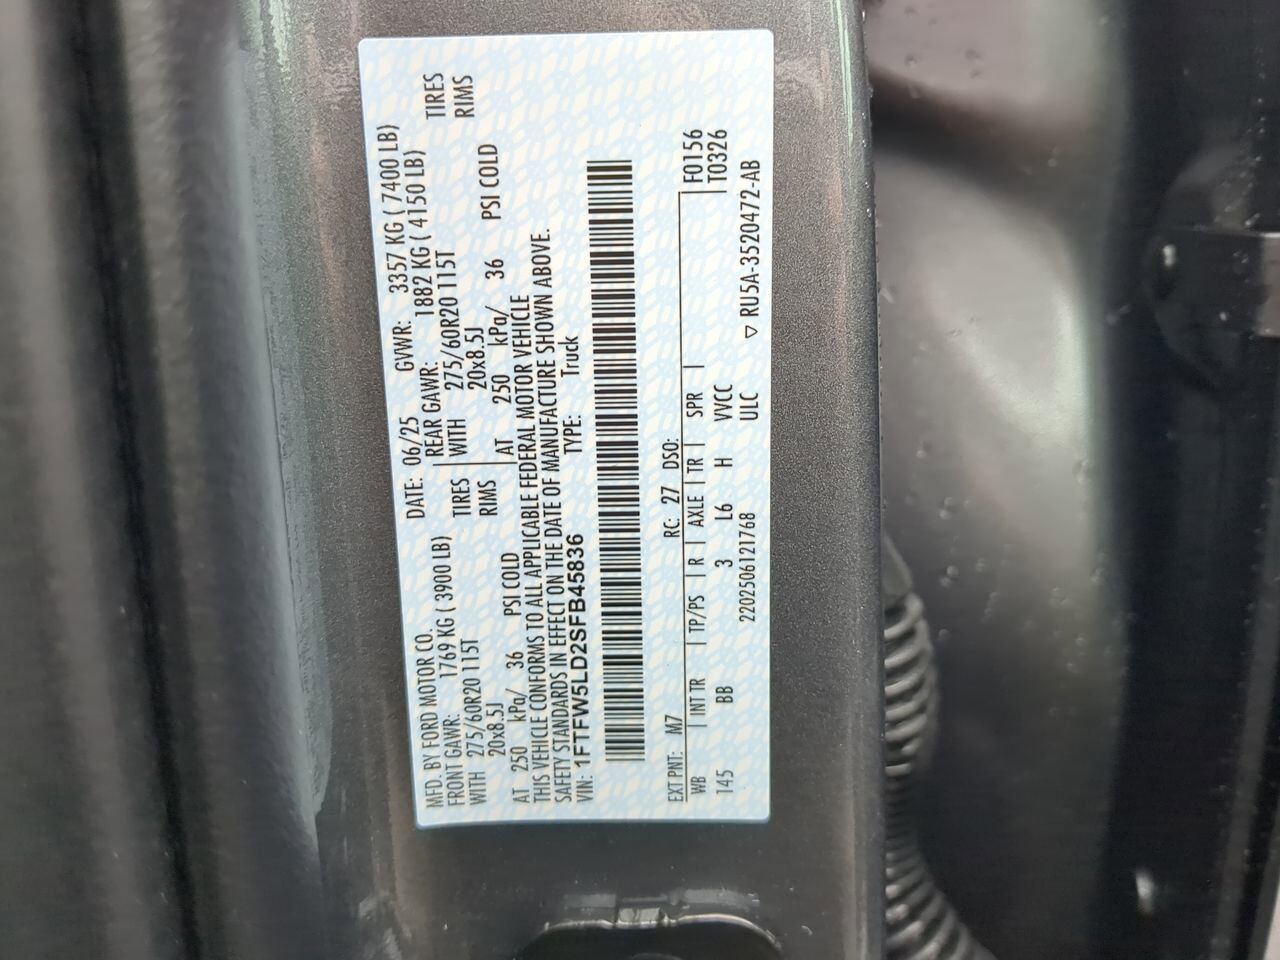 MFD. BY FORD MOTOR CO.
DATE: 06/25 GVWR: 3357 KG ( 7400 LB)
FRONT GAWR: 1769 KG ( 3900 LB) REAR GAWR: 1882 KG ( 4150 LB)
WITH 275/60R20 115T TIRES WITH 275/60R20 115T TIRES
20x8.5J RIMS 20x8.5J RIMS
AT 250 kPa/ 36 PSI COLD AT 250 kPa/ 36 PSI COLD
THIS VEHICLE CONFORMS TO ALL APPLICABLE FEDERAL MOTOR VEHICLE
SAFETY STANDARDS IN EFFECT ON THE DATE OF MANUFACTURE SHOWN ABOVE.
VIN: 1FTFW5LD2SFB45836 TYPE: Truck
EXT PNT: M7 RC: 27 DSO: F0156
WB | INT TR | TP/PS | R | AXLE | TR | SPR | T0326
145 BB 3 L6 H VVCC
2202506121768 ULC ▽ RU5A-3520472-AB